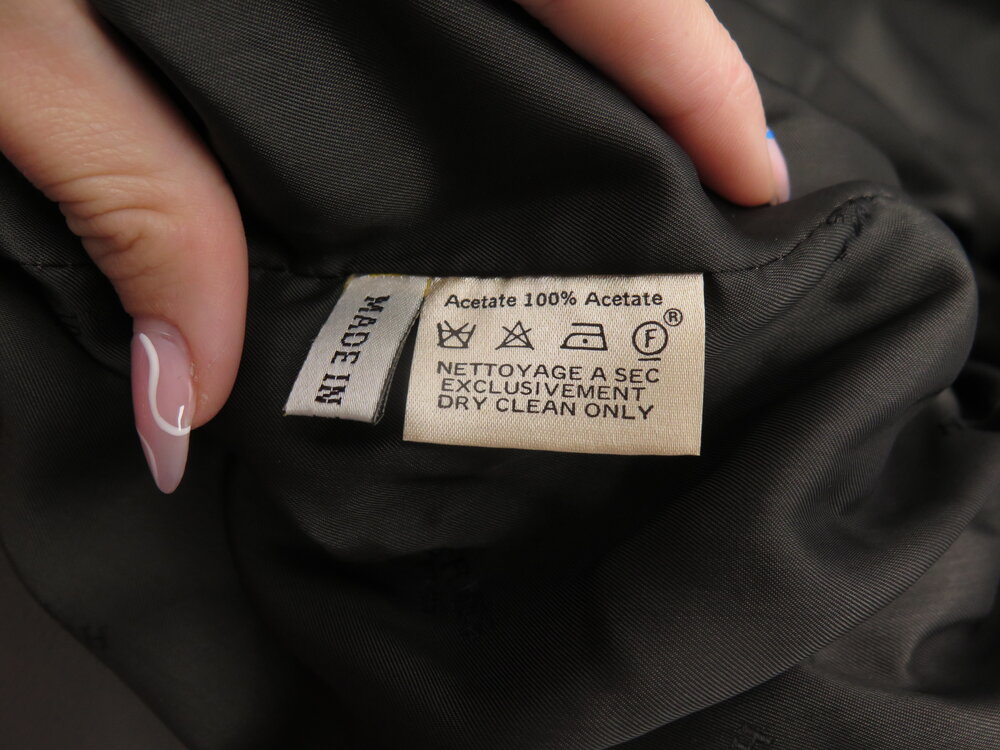 MADE IN
Acetate 100% Acetate
F ®
NETTOYAGE A SEC
EXCLUSIVEMENT
DRY CLEAN ONLY